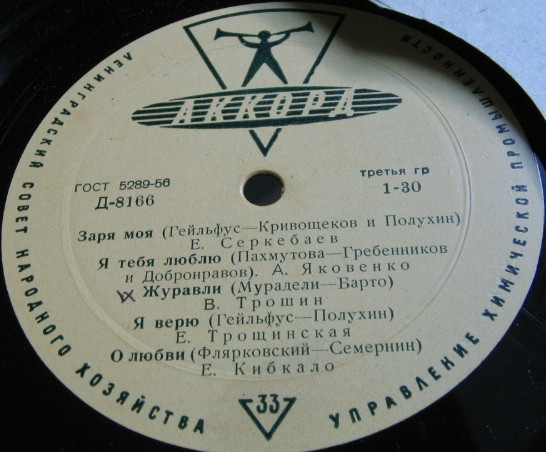 ЛЕНИНГРАДСКИЙ СОВЕТ НАРОДНОГО ХОЗЯЙСТВА
УПРАВЛЕНИЕ ХИМИЧЕСКОЙ ПРОМЫШЛЕННОСТИ
АККОРД
ГОСТ 5289-56
третья гр
Д-8166
1-30
Заря моя (Гейльфус—Кривощеков и Полухин)
Е. Серкебаев
Я тебя люблю (Пахмутова—Гребенников
и Добронравов). А. Яковенко
Журавли (Мурадели—Барто)
В. Трошин
Я верю (Гейльфус—Полухин)
Е. Трощинская
О любви (Флярковский—Семернин)
Е. Кибкало
33